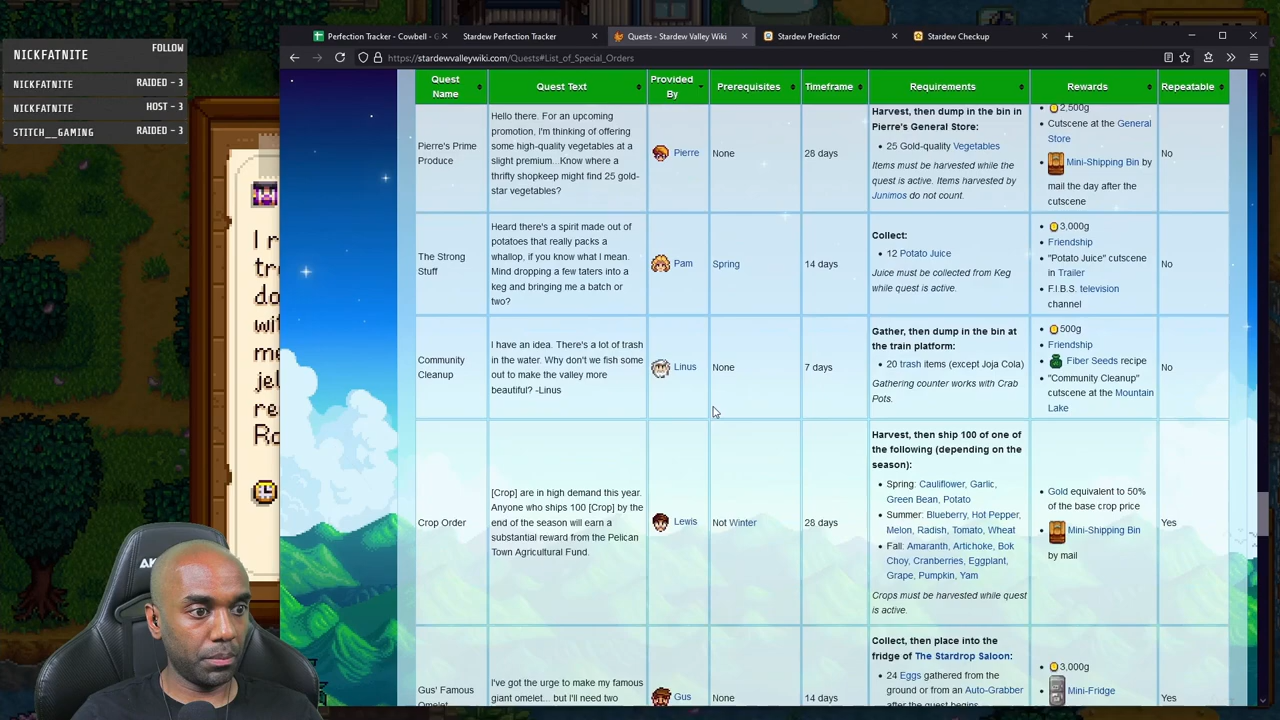 NICKFATNITE FOLLOW
NICKFATNITE RAIDED - 3
NICKFATNITE HOST - 3
STITCH__GAMING RAIDED - 3
Perfection Tracker - Cowbell - G
Stardew Perfection Tracker
Quests - Stardew Valley Wiki
Stardew Predictor
Stardew Checkup
https://stardewvalleywiki.com/Quests#List_of_Special_Orders
Quest Name
Quest Text
Provided By
Prerequisites
Timeframe
Requirements
Rewards
Repeatable
Pierre's Prime
Produce
Hello there. For an upcoming
promotion, I'm thinking of offering
some high-quality vegetables at a
slight premium...Know where a
thrifty shopkeep might find 25 gold-
star vegetables?
Pierre
None
28 days
Harvest, then dump in the bin in
Pierre's General Store:
• 25 Gold-quality Vegetables
Items must be harvested while the
quest is active. Items harvested by
Junimos do not count.
• 2,500g
• Cutscene at the General
Store
• Mini-Shipping Bin by
mail the day after the
cutscene
No
The Strong
Stuff
Heard there's a spirit made out of
potatoes that really packs a
whallop, if you know what I mean.
Mind dropping a few taters into a
keg and bringing me a batch or
two?
Pam
Spring
14 days
Collect:
• 12 Potato Juice
Juice must be collected from Keg
while quest is active.
• 3,000g
• Friendship
• "Potato Juice" cutscene
in Trailer
• F.I.B.S. television
channel
No
Community
Cleanup
I have an idea. There's a lot of trash
in the water. Why don't we fish some
out to make the valley more
beautiful? -Linus
Linus
None
7 days
Gather, then dump in the bin at
the train platform:
• 20 trash items (except Joja Cola)
Gathering counter works with Crab
Pots.
• 500g
• Friendship
• Fiber Seeds recipe
• "Community Cleanup"
cutscene at the Mountain
Lake
No
Crop Order
[Crop] are in high demand this year.
Anyone who ships 100 [Crop] by
the end of the season will earn a
substantial reward from the Pelican
Town Agricultural Fund.
Lewis
Not Winter
28 days
Harvest, then ship 100 of one of
the following (depending on the
season):
• Spring: Cauliflower, Garlic,
Green Bean, Potato
• Summer: Blueberry, Hot Pepper,
Melon, Radish, Tomato, Wheat
• Fall: Amaranth, Artichoke, Bok
Choy, Cranberries, Eggplant,
Grape, Pumpkin, Yam
Crops must be harvested while quest
is active.
• Gold equivalent to 50%
of the base crop price
• Mini-Shipping Bin
by mail
Yes
Gus' Famous
I've got the urge to make my famous
giant omelet... but I'll need two
Gus
None
14 days
Collect, then place into the
fridge of The Stardrop Saloon:
• 24 Eggs gathered from the
ground or from an Auto-Grabber
• 3,000g
• Mini-Fridge
Yes